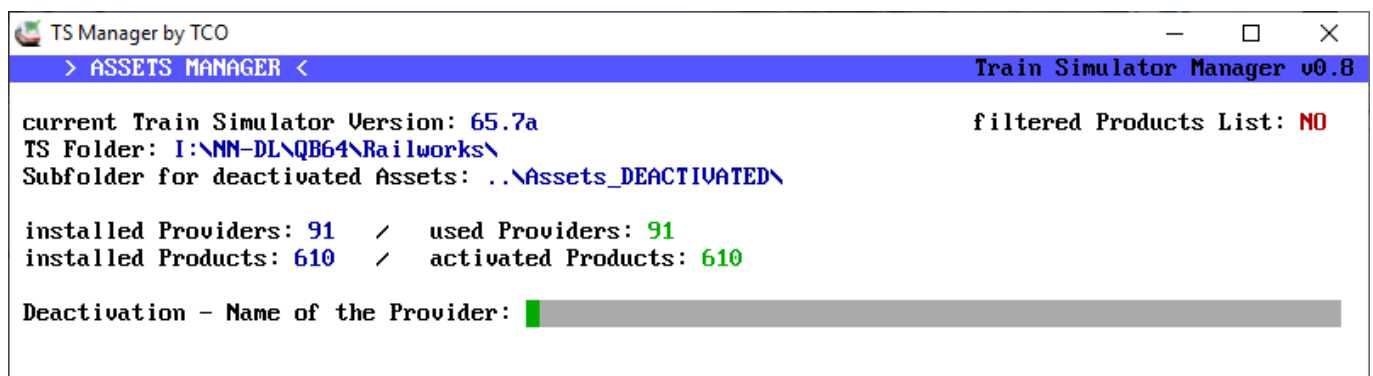 TS Manager by TCO
> ASSETS MANAGER < Train Simulator Manager v0.8
current Train Simulator Version: 65.7a filtered Products List: NO
TS Folder: I:\NN-DL\QB64\Railworks\
Subfolder for deactivated Assets: ..\Assets_DEACTIVATED\
installed Providers: 91 / used Providers: 91
installed Products: 610 / activated Products: 610
Deactivation - Name of the Provider: